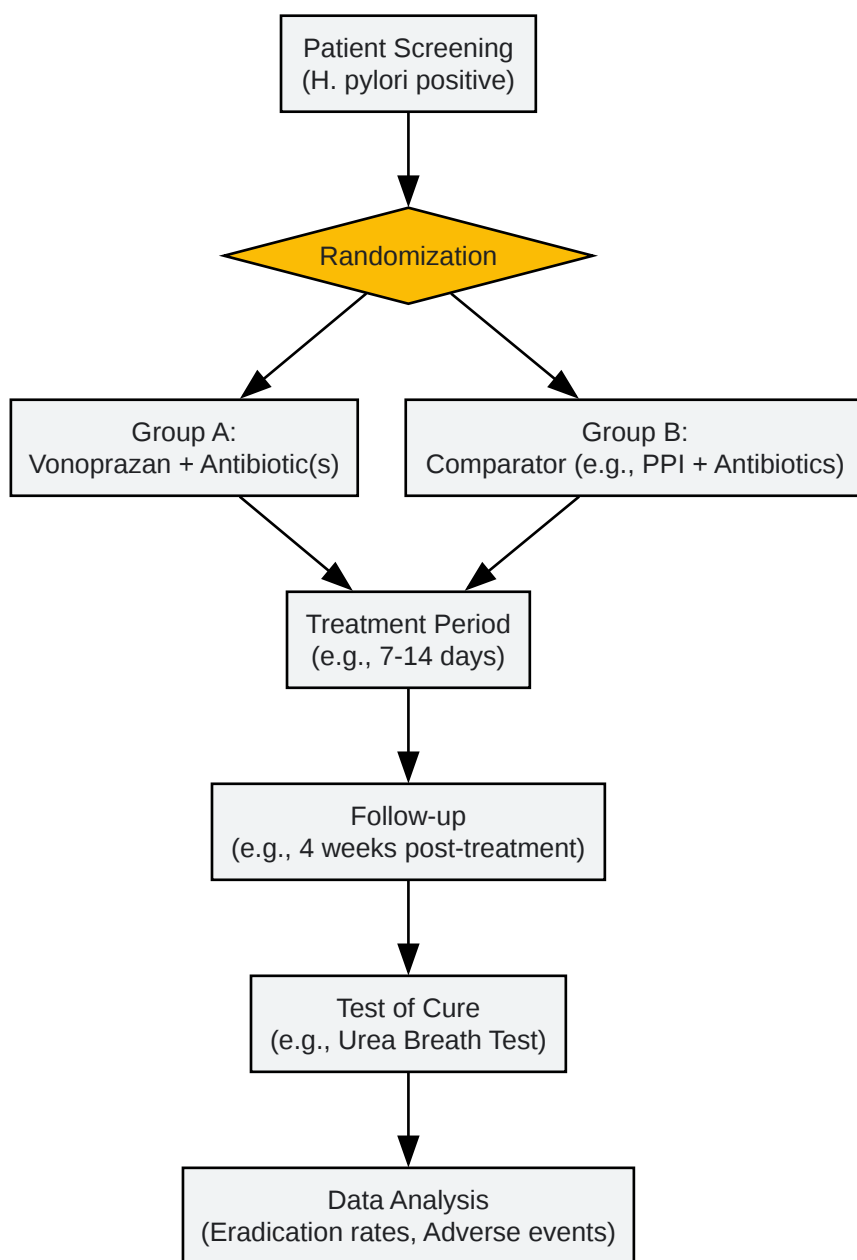 Patient Screening
(H. pylori positive)
Randomization
Group A:
Vonoprazan + Antibiotic(s)
Group B:
Comparator (e.g., PPI + Antibiotics)
Treatment Period
(e.g., 7-14 days)
Follow-up
(e.g., 4 weeks post-treatment)
Test of Cure
(e.g., Urea Breath Test)
Data Analysis
(Eradication rates, Adverse events)